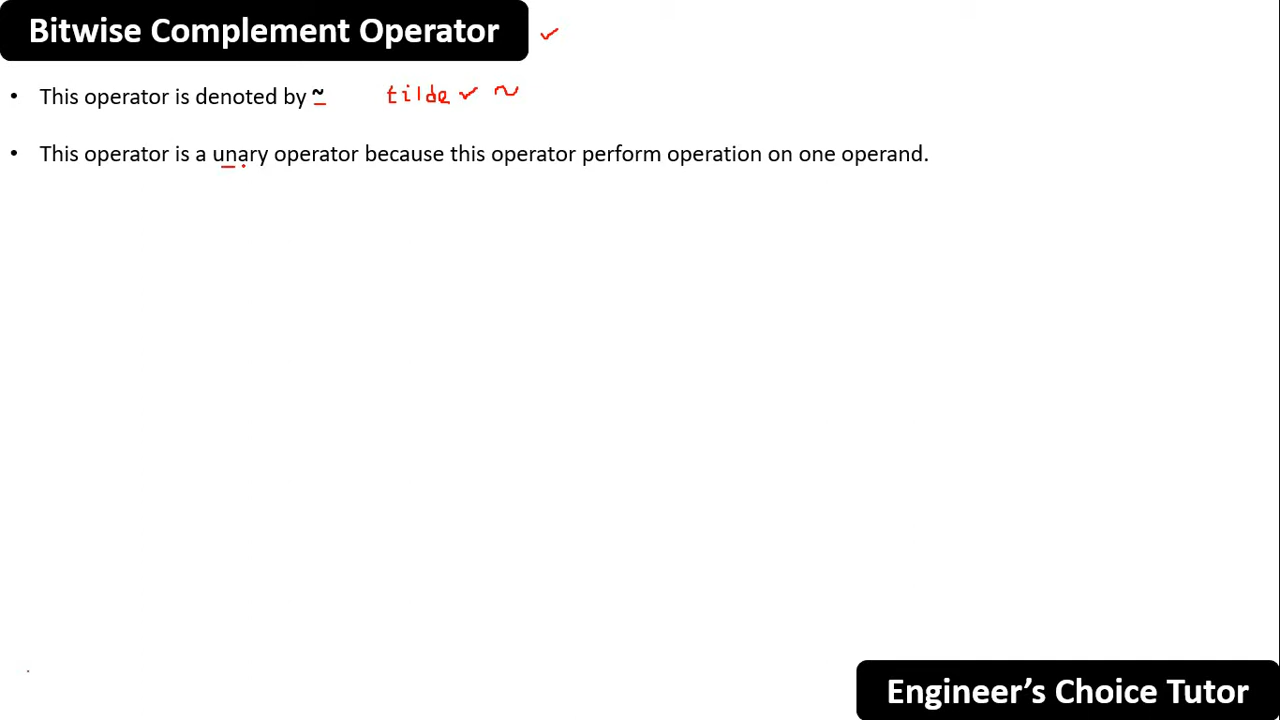 Bitwise Complement Operator ✓
• This operator is denoted by ~ tilde ✓ ~
• This operator is a unary operator because this operator perform operation on one operand.
Engineer’s Choice Tutor